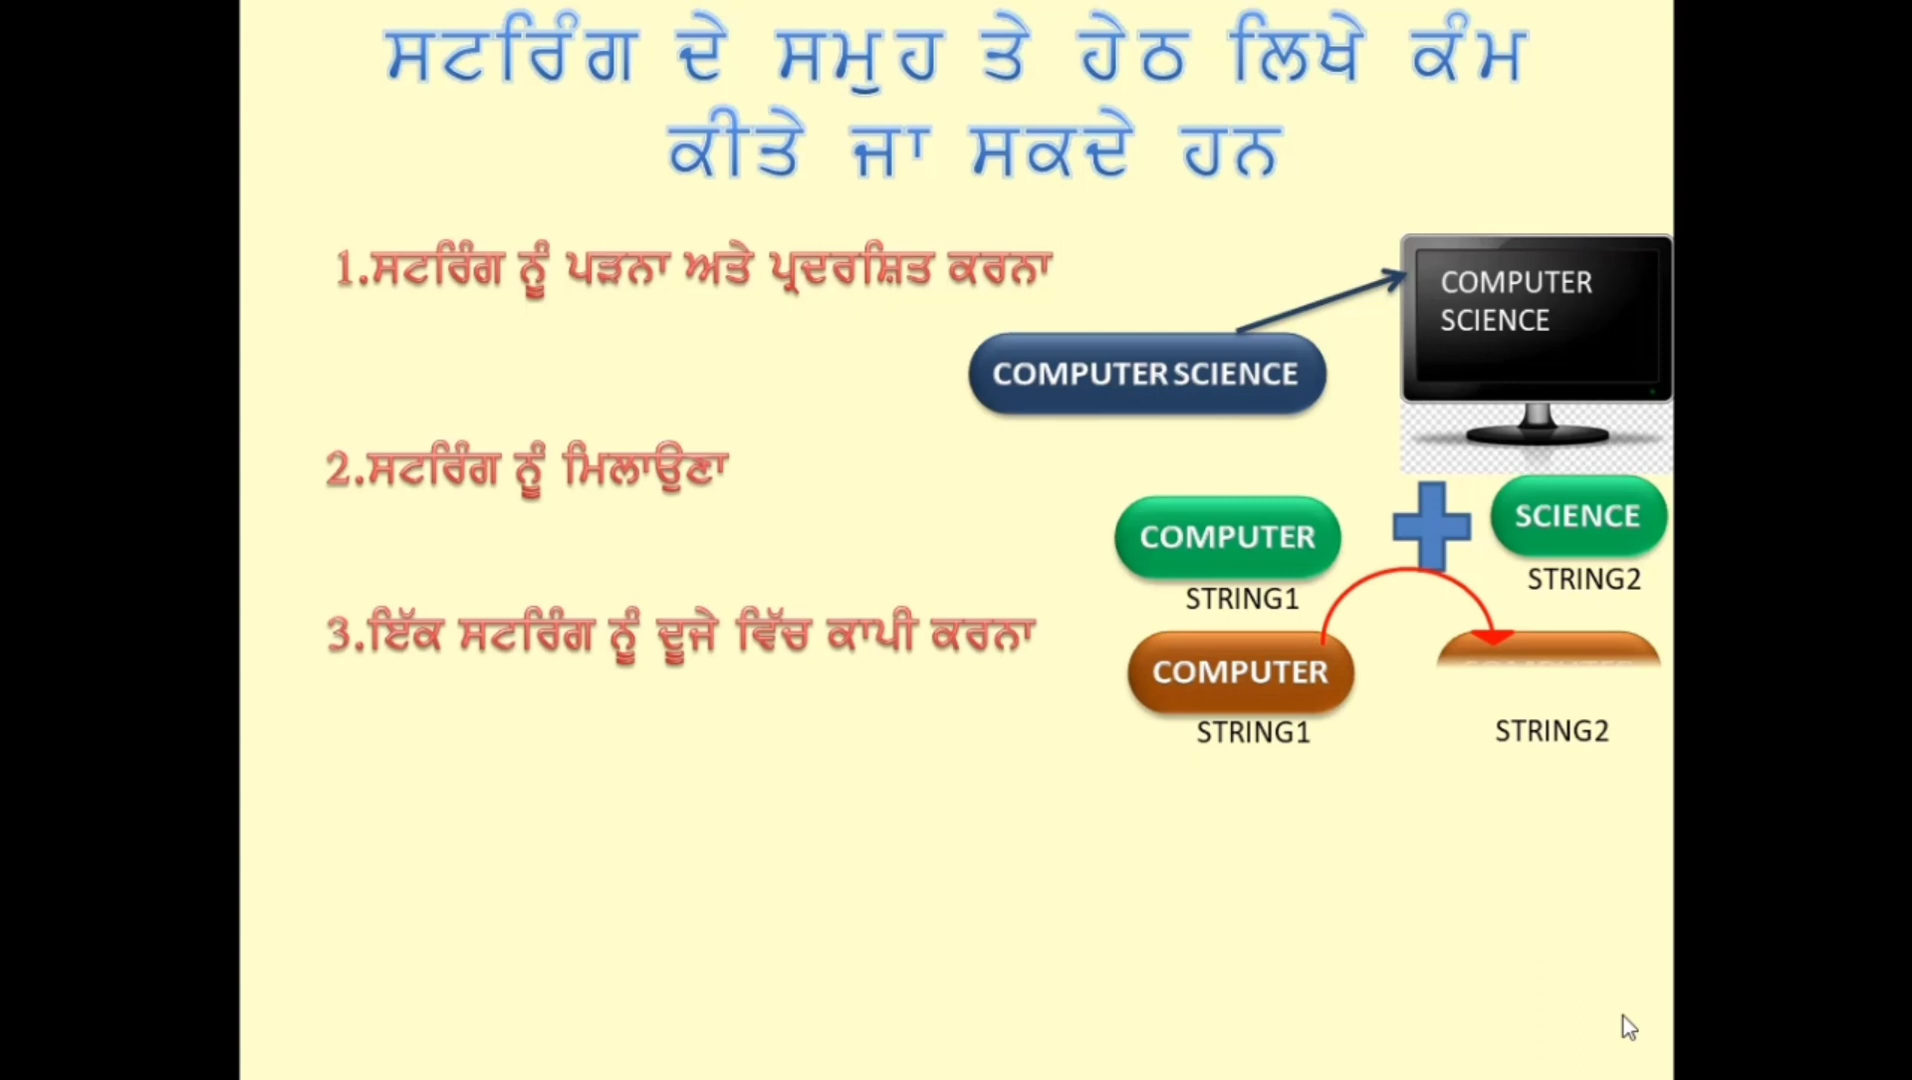 ਸਟਰਿੰਗ ਦੇ ਸਮੁਹ ਤੇ ਹੇਠ ਲਿਖੇ ਕੰਮ
ਕੀਤੇ ਜਾ ਸਕਦੇ ਹਨ
1.ਸਟਰਿੰਗ ਨੂੰ ਪੜਨਾ ਅਤੇ ਪ੍ਰਦਰਸ਼ਿਤ ਕਰਨਾ
COMPUTER
SCIENCE
COMPUTER SCIENCE
2.ਸਟਰਿੰਗ ਨੂੰ ਮਿਲਾਉਣਾ
COMPUTER
SCIENCE
STRING1
STRING2
3.ਇੱਕ ਸਟਰਿੰਗ ਨੂੰ ਦੂਜੇ ਵਿੱਚ ਕਾਪੀ ਕਰਨਾ
COMPUTER
STRING1
STRING2